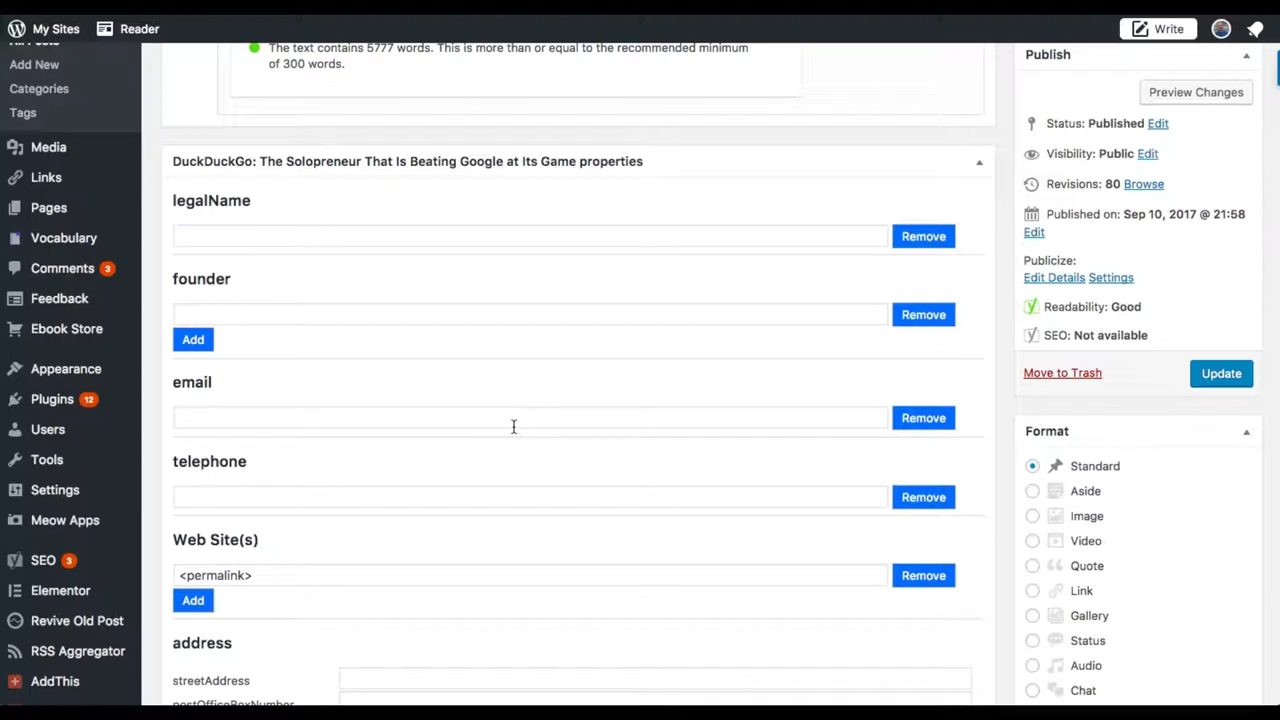 My Sites
Reader
Write
All Posts
Add New
Categories
Tags
Media
Links
Pages
Vocabulary
Comments 3
Feedback
Ebook Store
Appearance
Plugins 12
Users
Tools
Settings
Meow Apps
SEO 3
Elementor
Revive Old Post
RSS Aggregator
AddThis
The text contains 5777 words. This is more than or equal to the recommended minimum
of 300 words.
DuckDuckGo: The Solopreneur That Is Beating Google at Its Game properties
legalName
Remove
founder
Remove
Add
email
Remove
telephone
Remove
Web Site(s)
<permalink>
Remove
Add
address
streetAddress
postOfficeBoxNumber
Publish
Preview Changes
Status: Published Edit
Visibility: Public Edit
Revisions: 80 Browse
Published on: Sep 10, 2017 @ 21:58
Edit
Publicize:
Edit Details Settings
Readability: Good
SEO: Not available
Move to Trash
Update
Format
Standard
Aside
Image
Video
Quote
Link
Gallery
Status
Audio
Chat